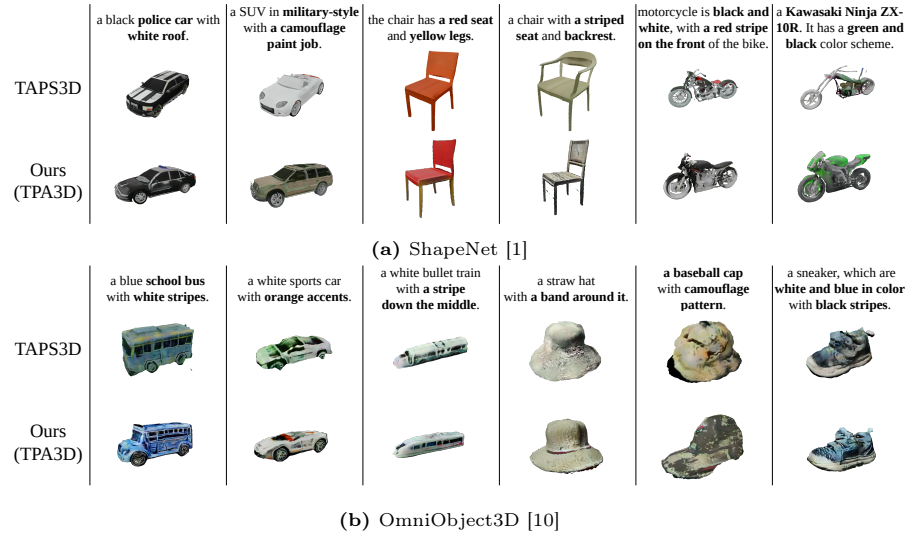 a black police car with
white roof.
a SUV in military-style
with a camouflage
paint job.
the chair has a red seat
and yellow legs.
a chair with a striped
seat and backrest.
motorcycle is black and
white, with a red stripe
on the front of the bike.
a Kawasaki Ninja ZX-
10R. It has a green and
black color scheme.
TAPS3D
Ours
(TPA3D)
(a) ShapeNet [1]
a blue school bus
with white stripes.
a white sports car
with orange accents.
a white bullet train
with a stripe
down the middle.
a straw hat
with a band around it.
a baseball cap
with camouflage
pattern.
a sneaker, which are
white and blue in color
with black stripes.
TAPS3D
Ours
(TPA3D)
(b) OmniObject3D [10]